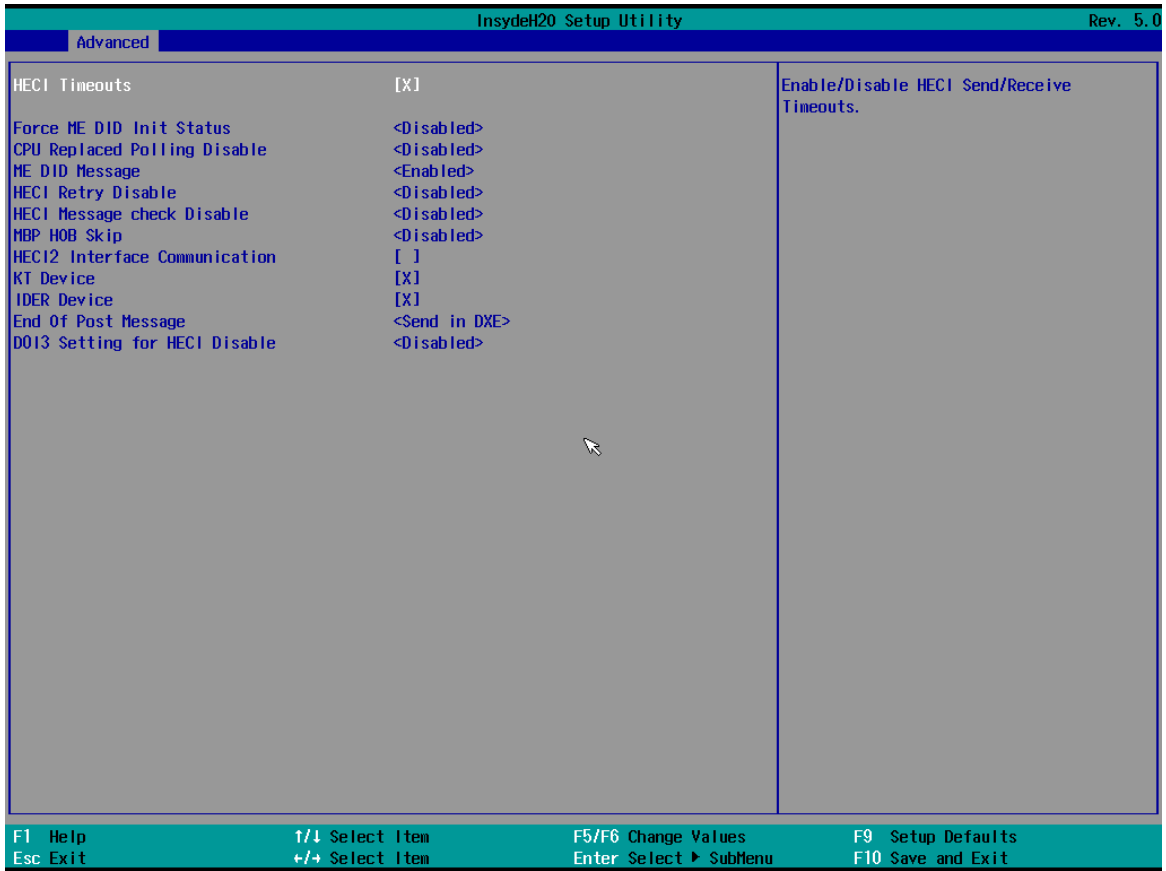 InsydeH20 Setup Utility Rev. 5.0
Advanced
HECI Timeouts [X]
Enable/Disable HECI Send/Receive
Timeouts.
Force ME DID Init Status <Disabled>
CPU Replaced Polling Disable <Disabled>
ME DID Message <Enabled>
HECI Retry Disable <Disabled>
HECI Message check Disable <Disabled>
MBP HOB Skip <Disabled>
HECI2 Interface Communication [ ]
KT Device [X]
IDER Device [X]
End Of Post Message <Send in DXE>
DOI3 Setting for HECI Disable <Disabled>
F1 Help ↑/↓ Select Item F5/F6 Change Values F9 Setup Defaults
Esc Exit ←/→ Select Item Enter Select ▶ SubMenu F10 Save and Exit